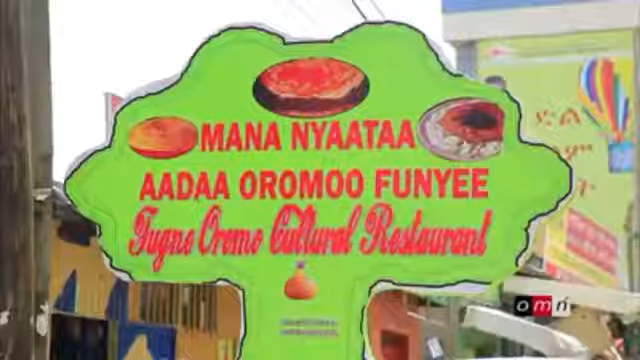 MANA NYAATAA
AADAA OROMOO FUNYEE
Fugne Oromo Cultural Restaurant
omn